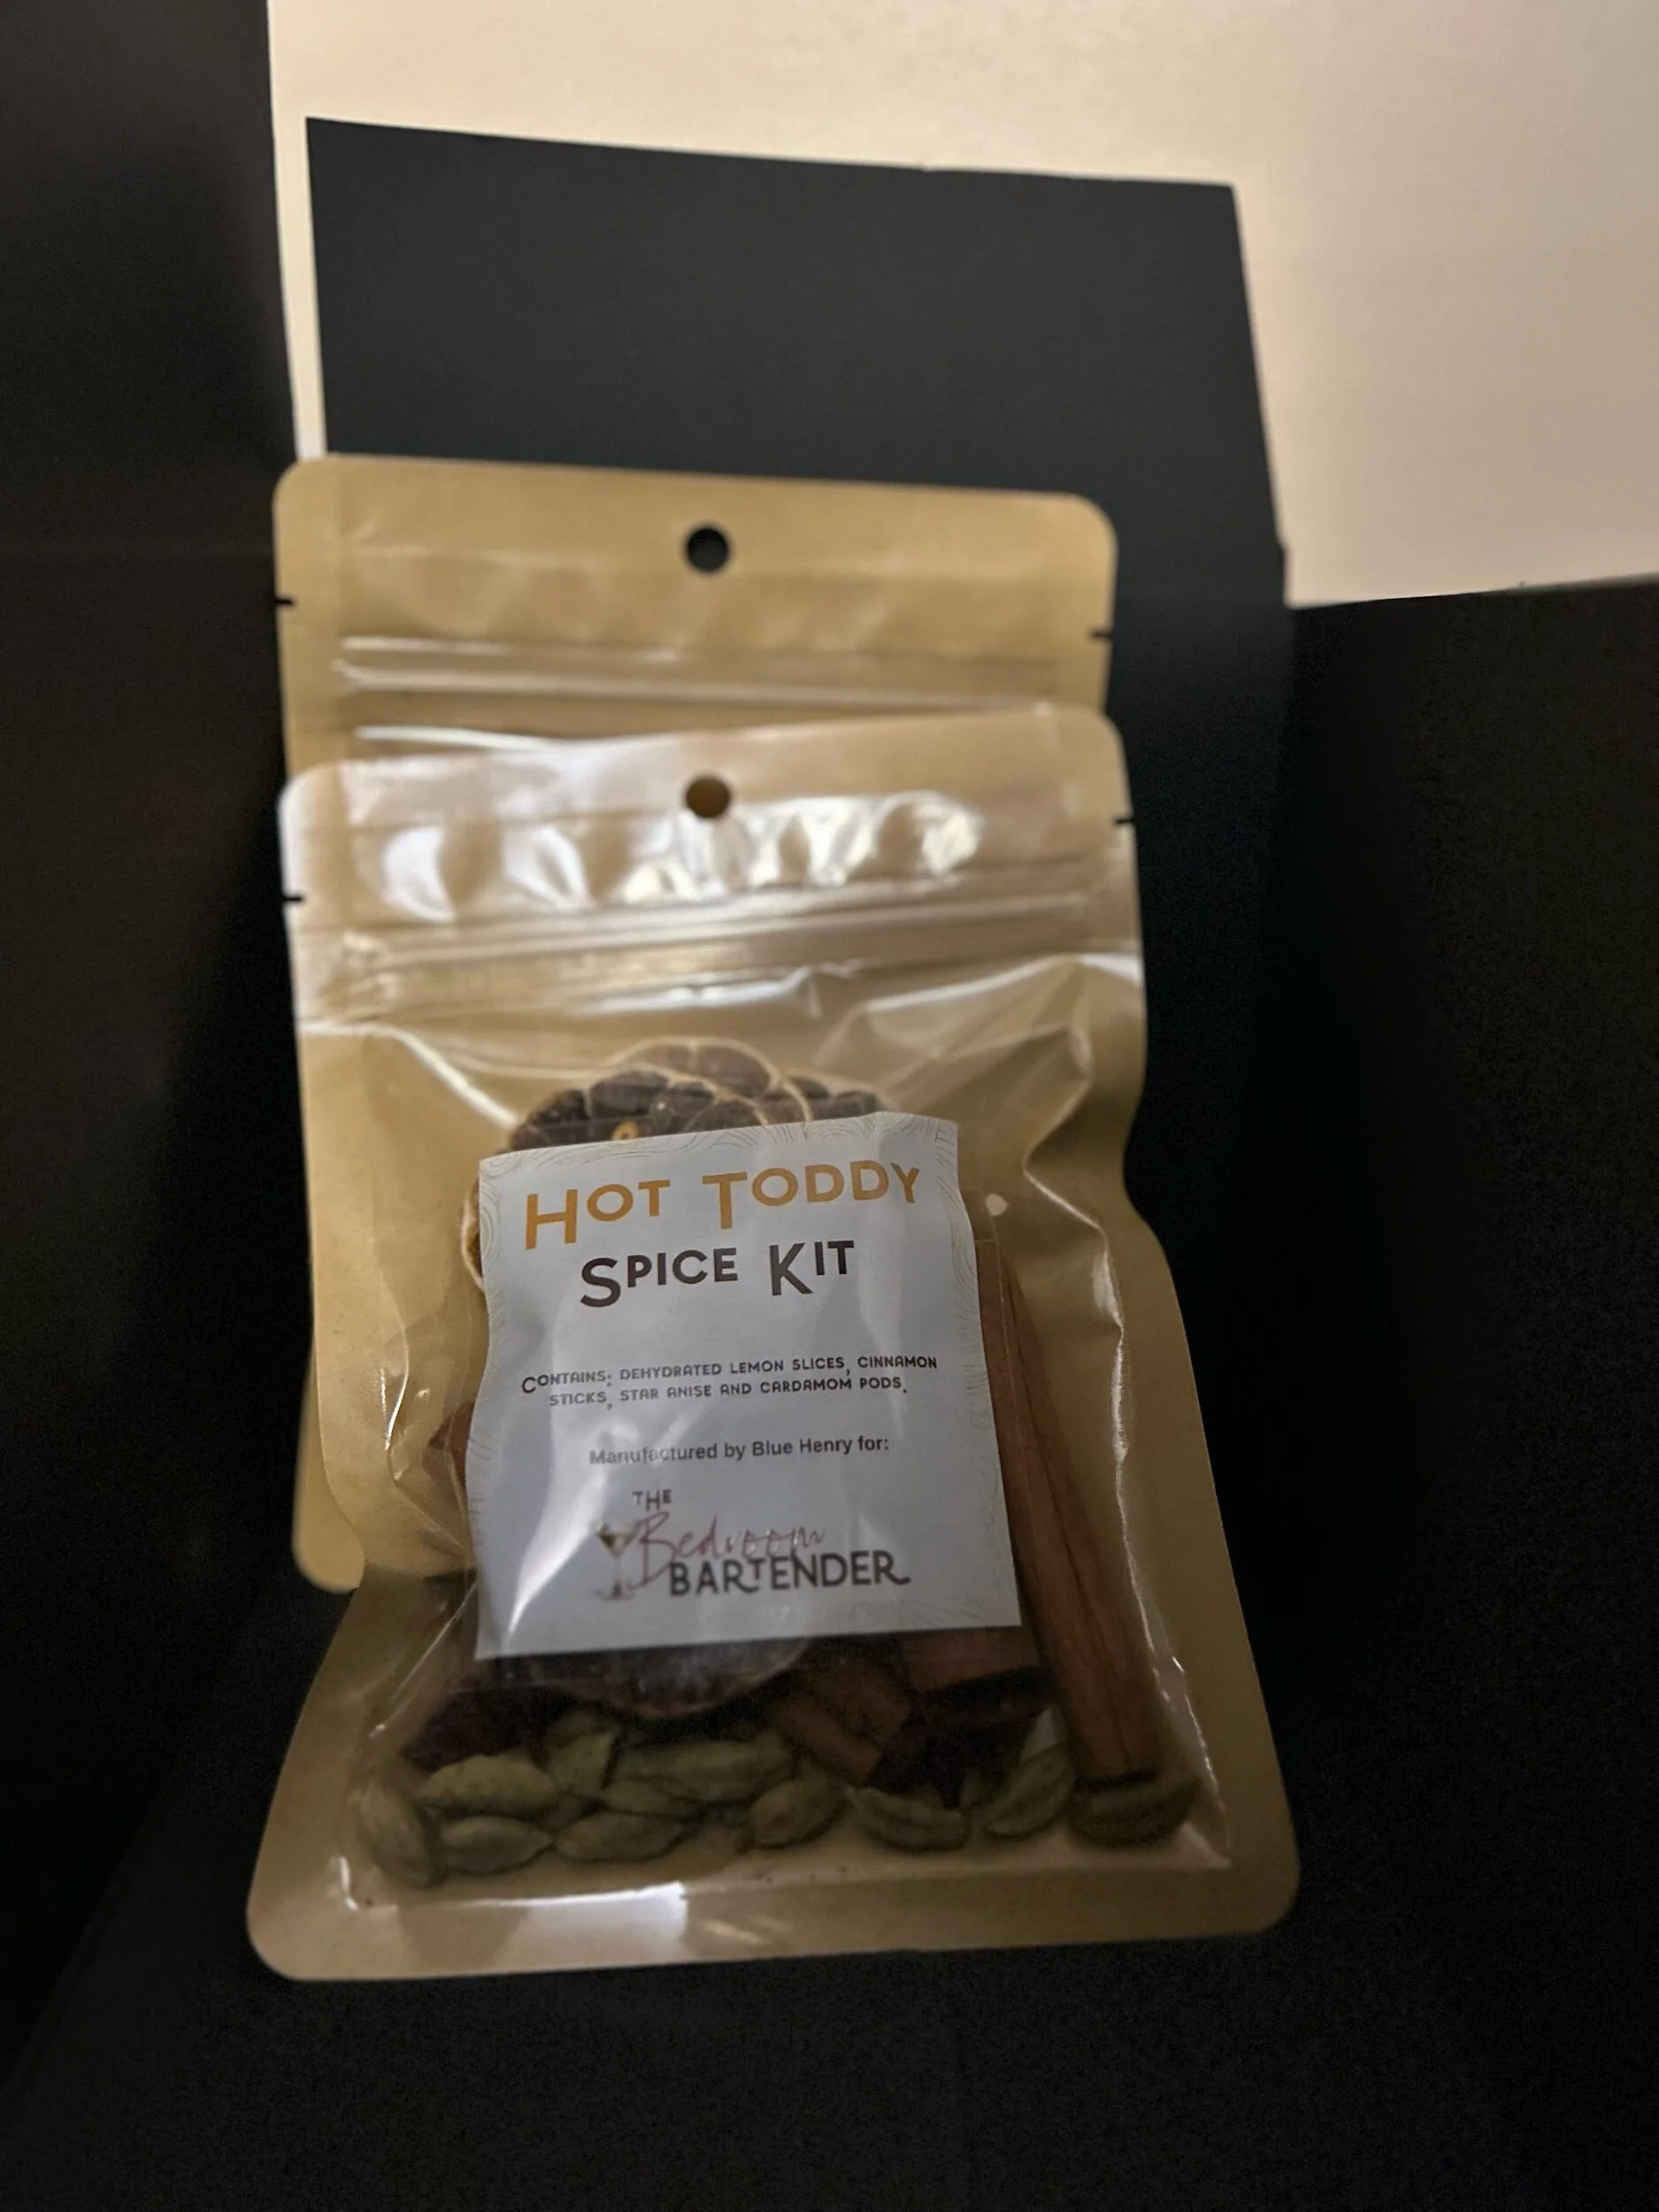 HOT TODDY
SPICE KIT
CONTAINS: DEHYDRATED LEMON SLICES, CINNAMON
STICKS, STAR ANISE AND CARDAMOM PODS.
Manufactured by Blue Henry for:
THE
Bedroom
BARTENDER